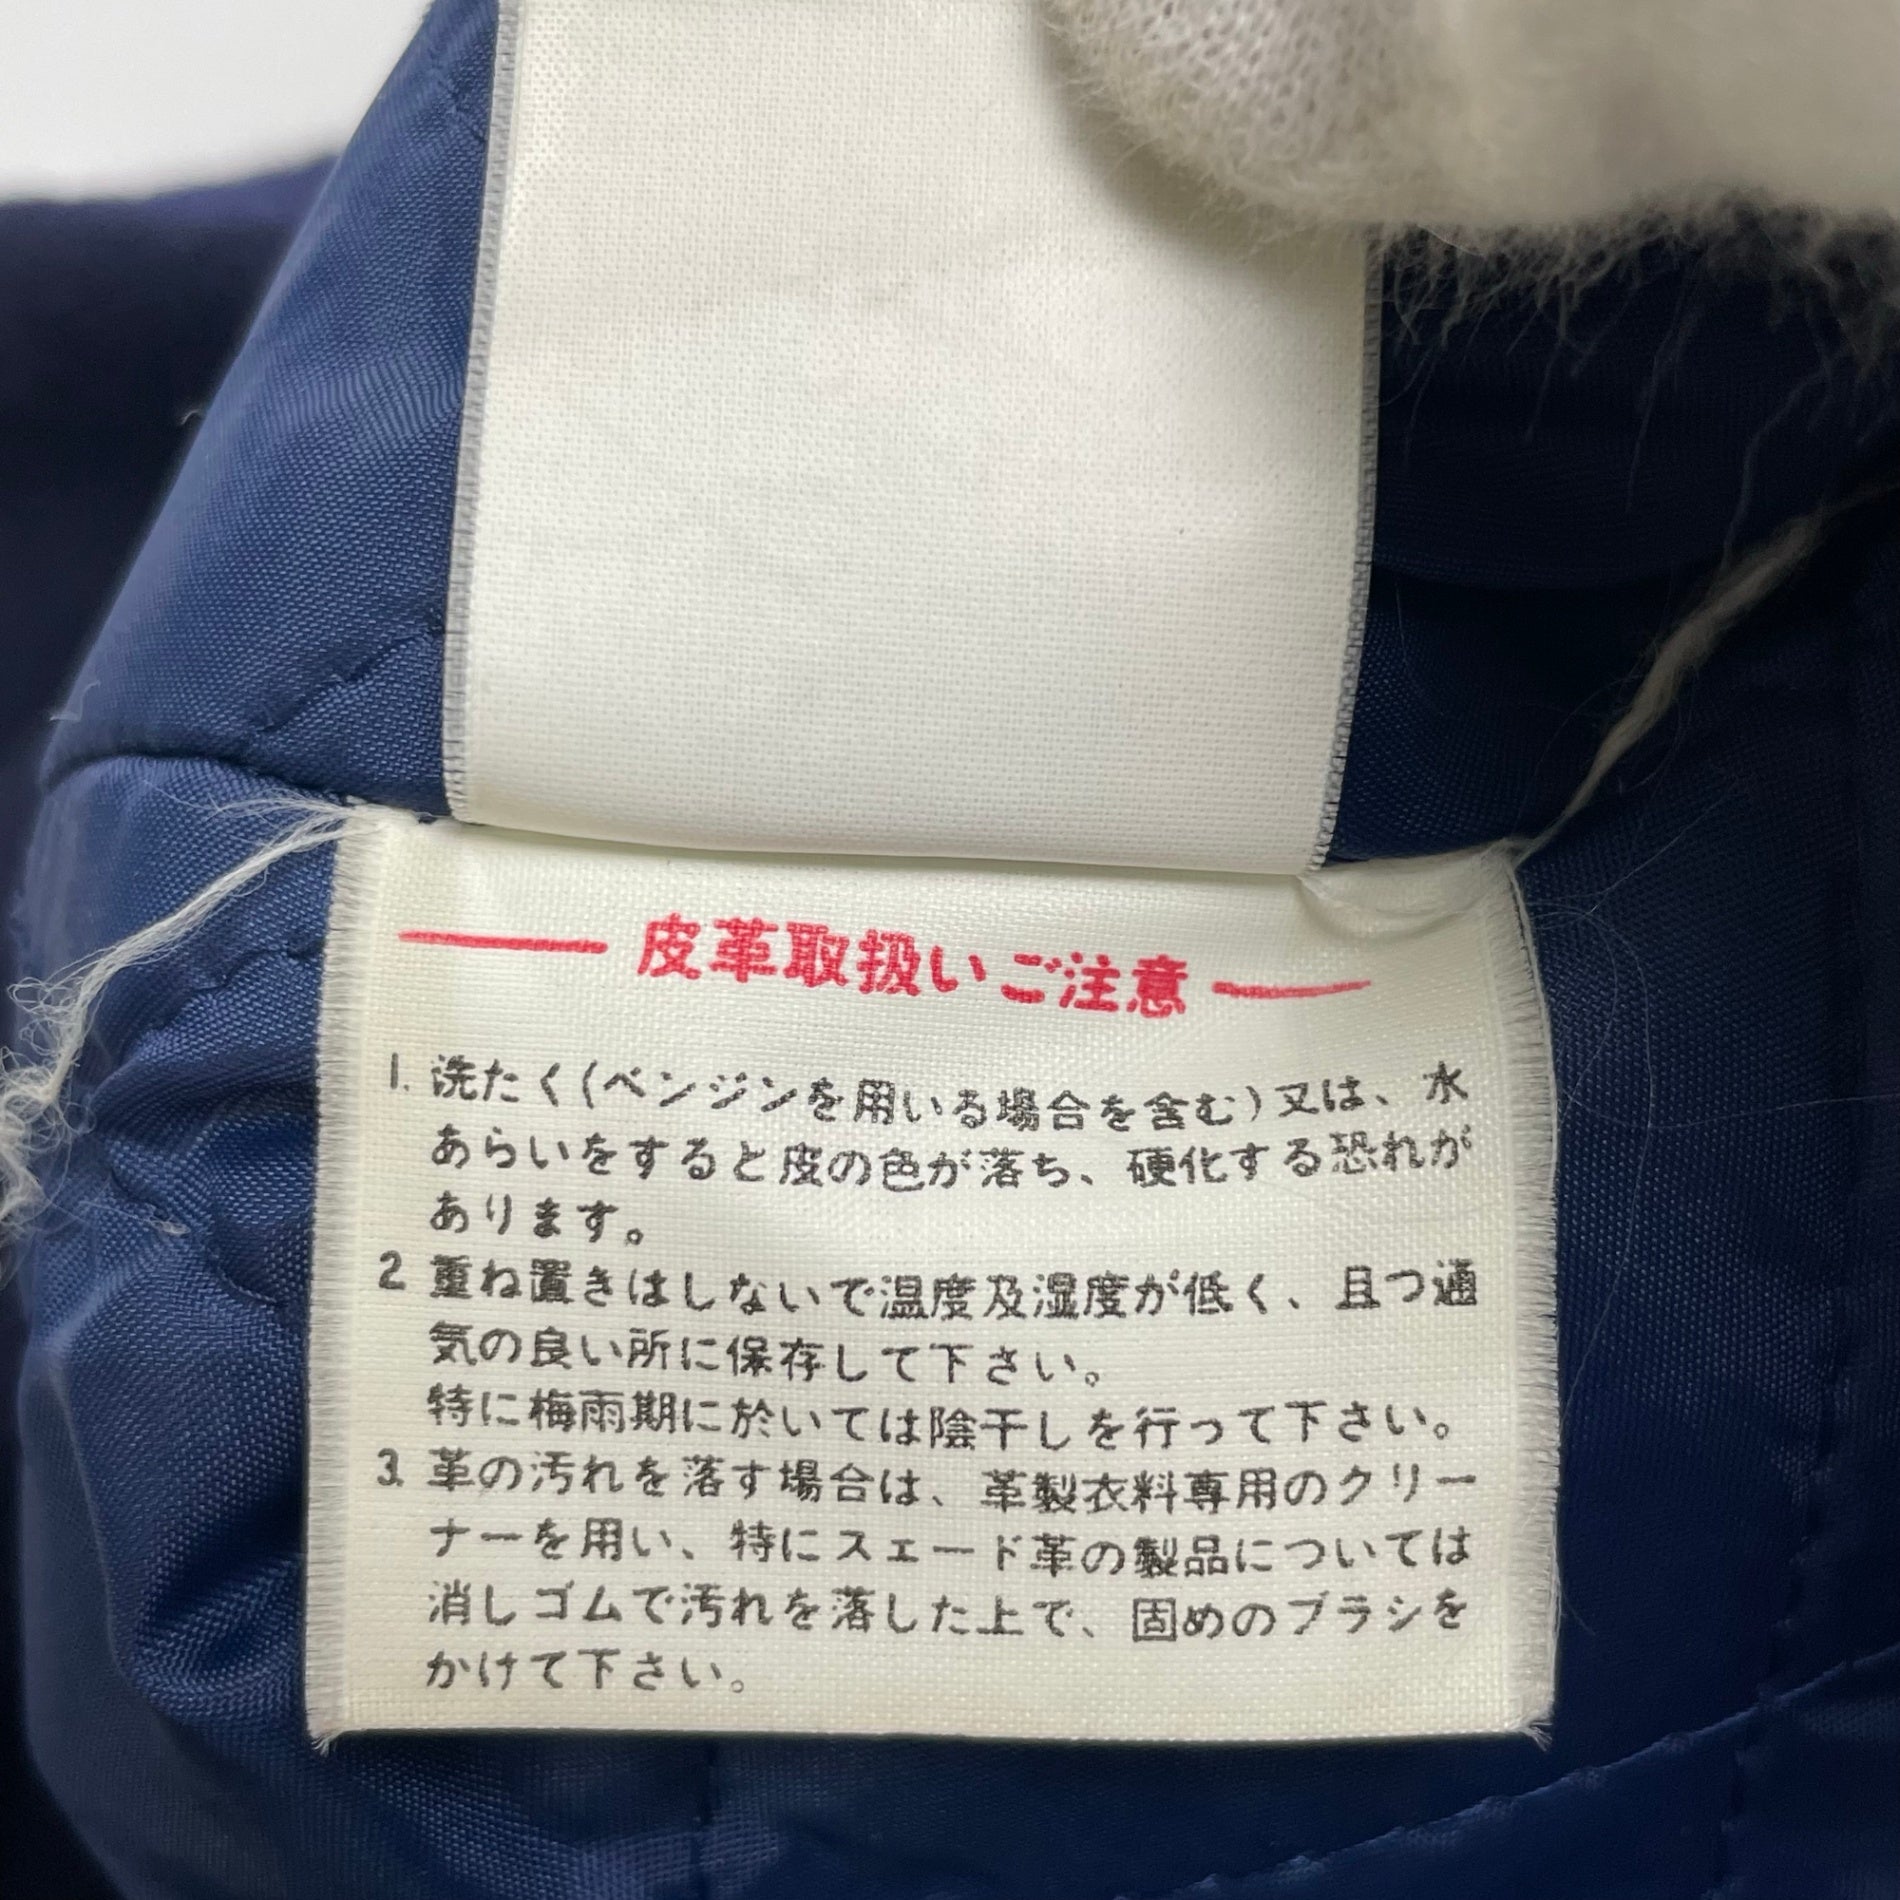 皮革取扱いご注意
1. 洗たく(ベンジンを用いる場合を含む)又は、水
あらいをすると皮の色が落ち、硬化する恐れが
あります。
2 重ね置きはしないで温度及湿度が低く、且つ通
気の良い所に保存して下さい。
特に梅雨期に於いては陰干しを行って下さい。
3. 革の汚れを落す場合は、革製衣料専用のクリー
ナーを用い、特にスェード革の製品については
消しゴムで汚れを落した上で、固めのブラシを
かけて下さい。